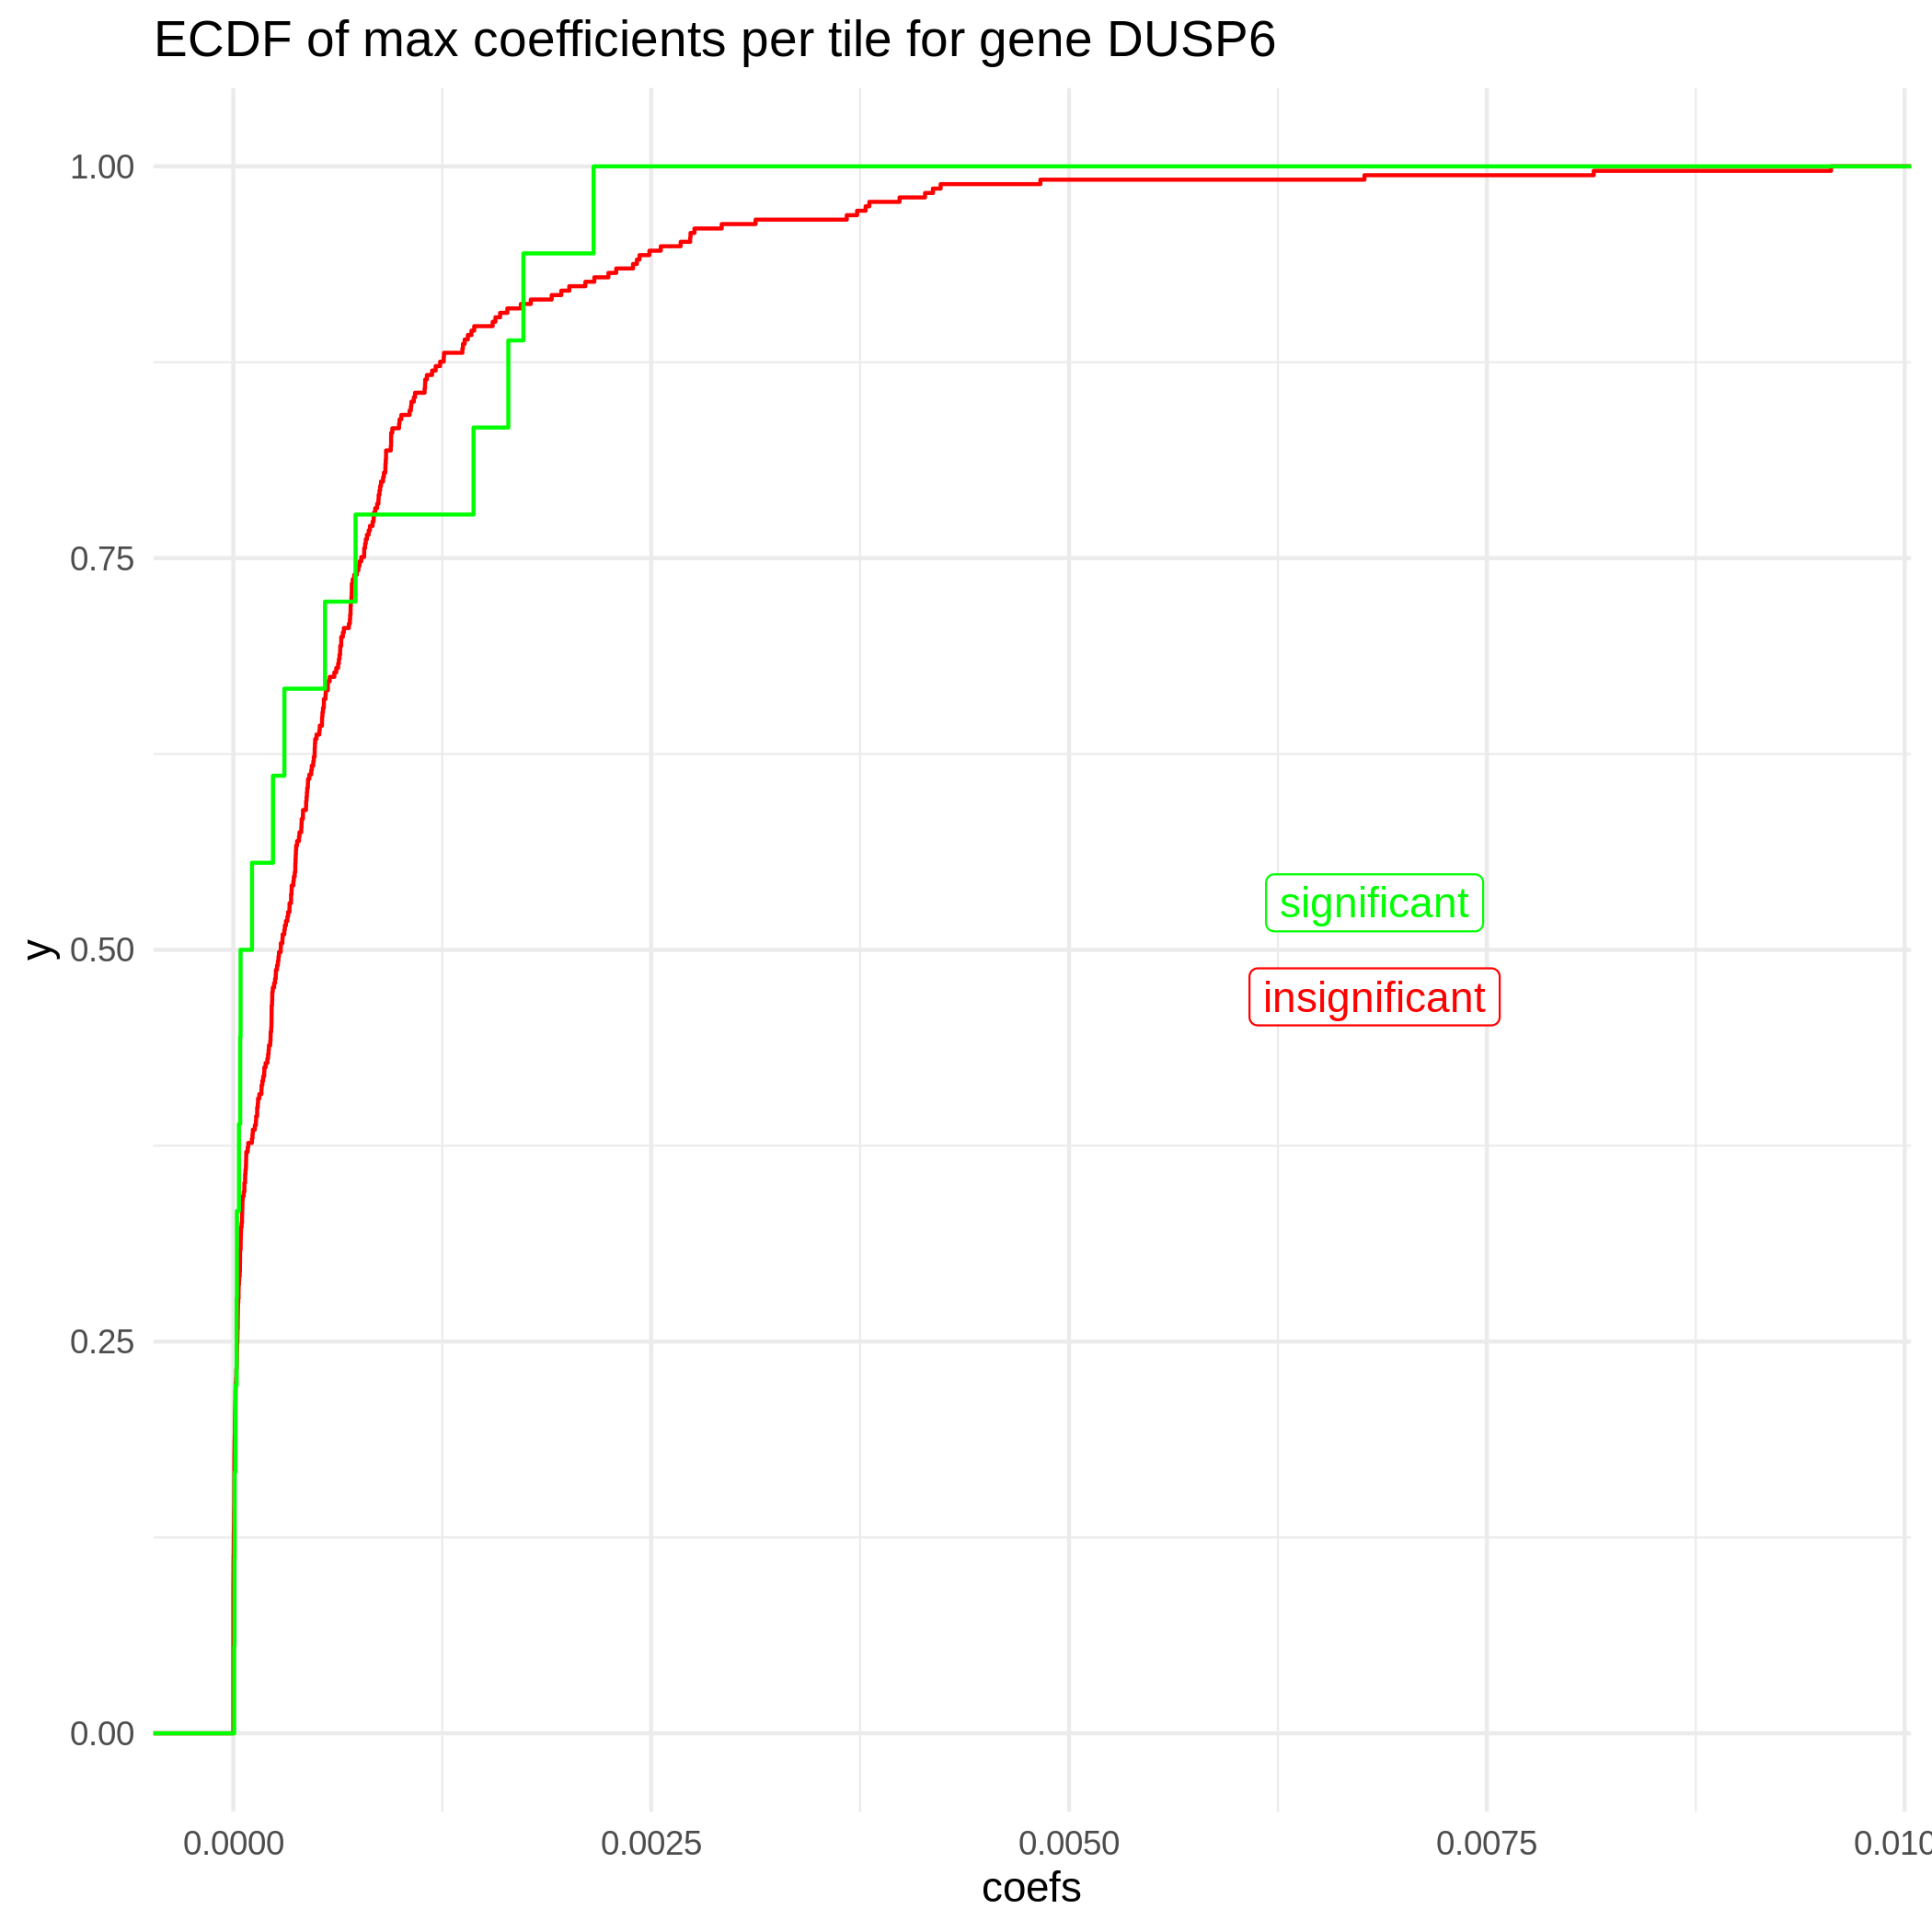 ECDF of max coefficients per tile for gene DUSP6
1.00
0.75
0.50
0.25
0.00
y
significant
insignificant
0.0000 0.0025 0.0050 0.0075 0.010
coefs